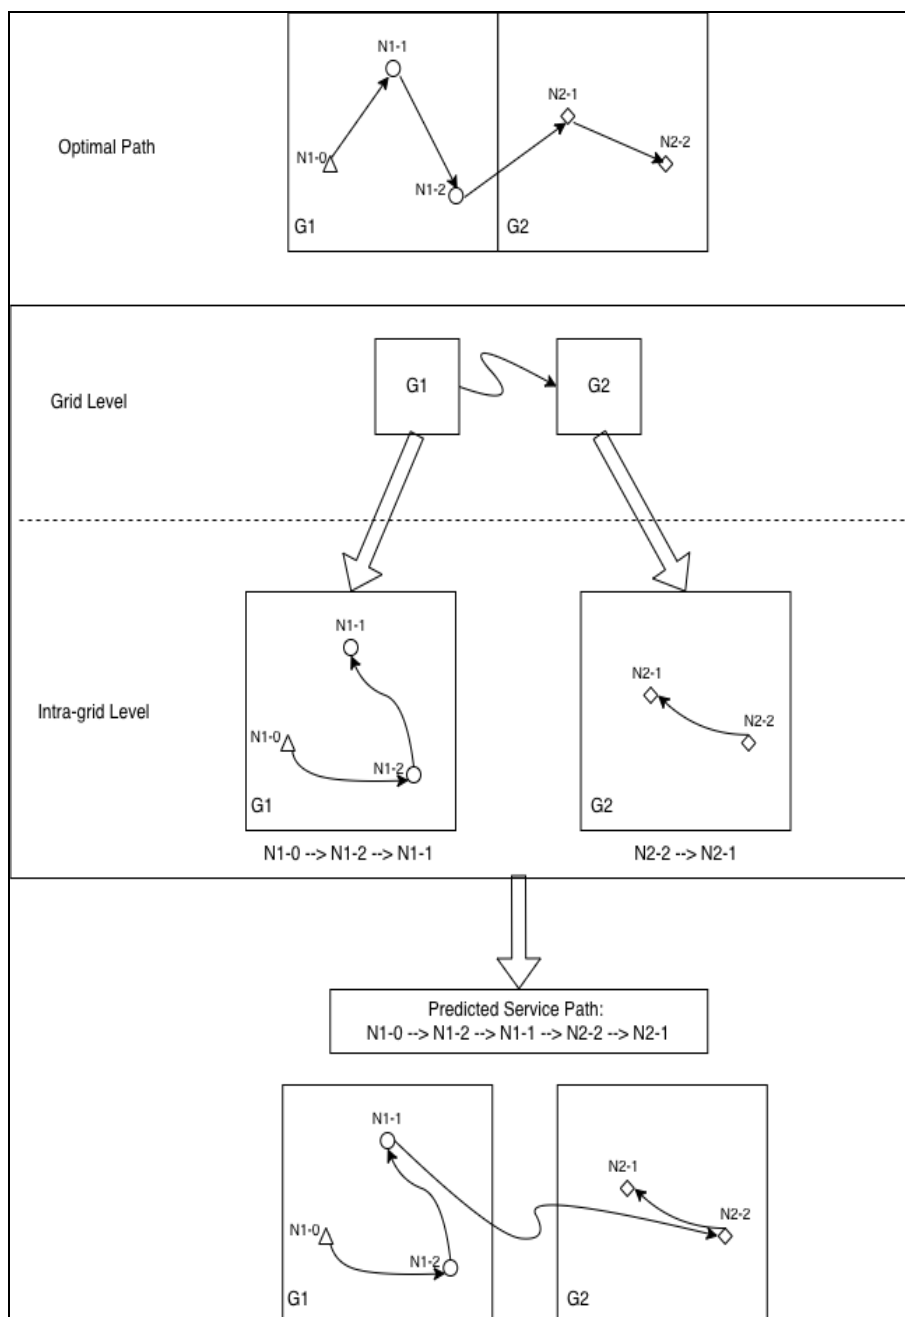 N1-1
N2-1
Optimal Path
N2-2
N1-0
N1-2
G1
G2
G1
G2
Grid Level
N1-1
N2-1
Intra-grid Level
N1-0
N2-2
N1-2
G1
G2
N1-0 --> N1-2 --> N1-1
N2-2 --> N2-1
Predicted Service Path:
N1-0 --> N1-2 --> N1-1 --> N2-2 --> N2-1
N1-1
N2-1
N2-2
N1-0
N1-2
G1
G2